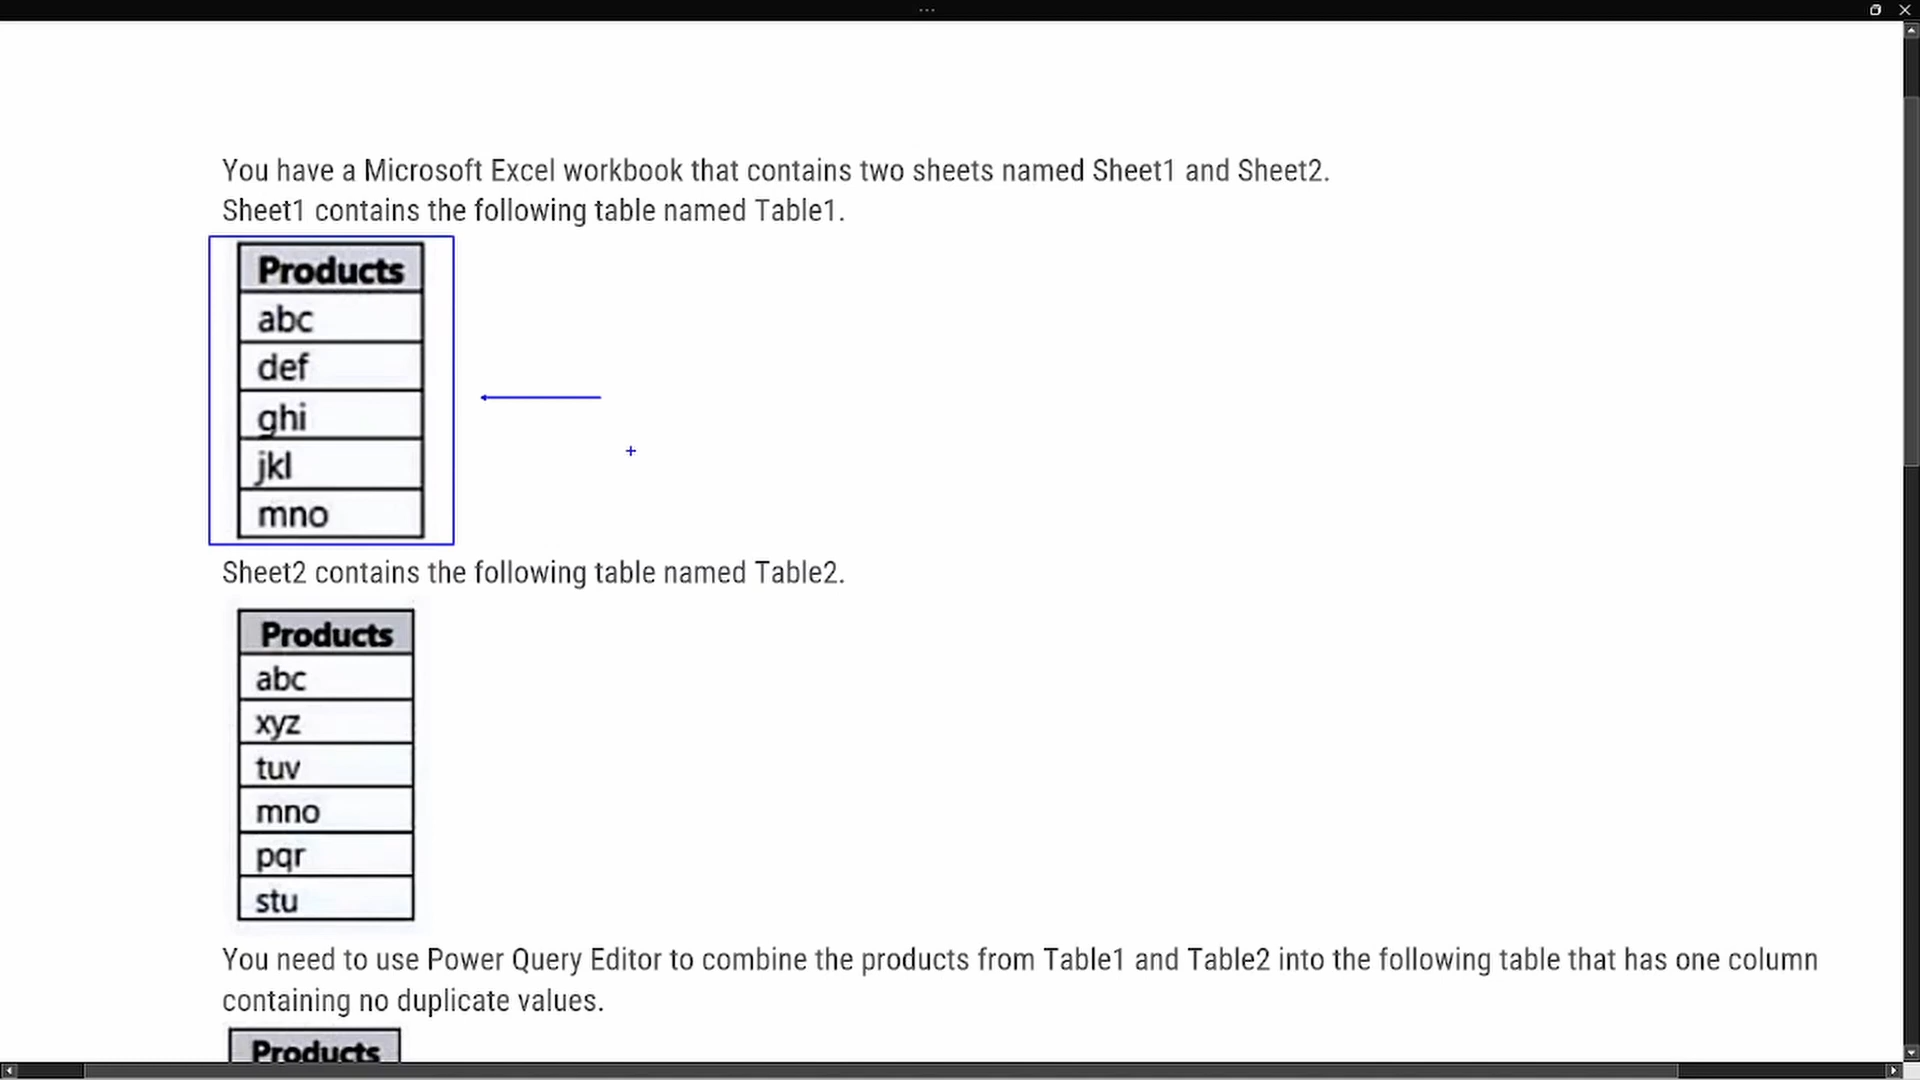 You have a Microsoft Excel workbook that contains two sheets named Sheet1 and Sheet2.
Sheet1 contains the following table named Table1.
Products
abc
def
ghi
jkl
mno
Sheet2 contains the following table named Table2.
Products
abc
xyz
tuv
mno
pqr
stu
You need to use Power Query Editor to combine the products from Table1 and Table2 into the following table that has one column
containing no duplicate values.
Products